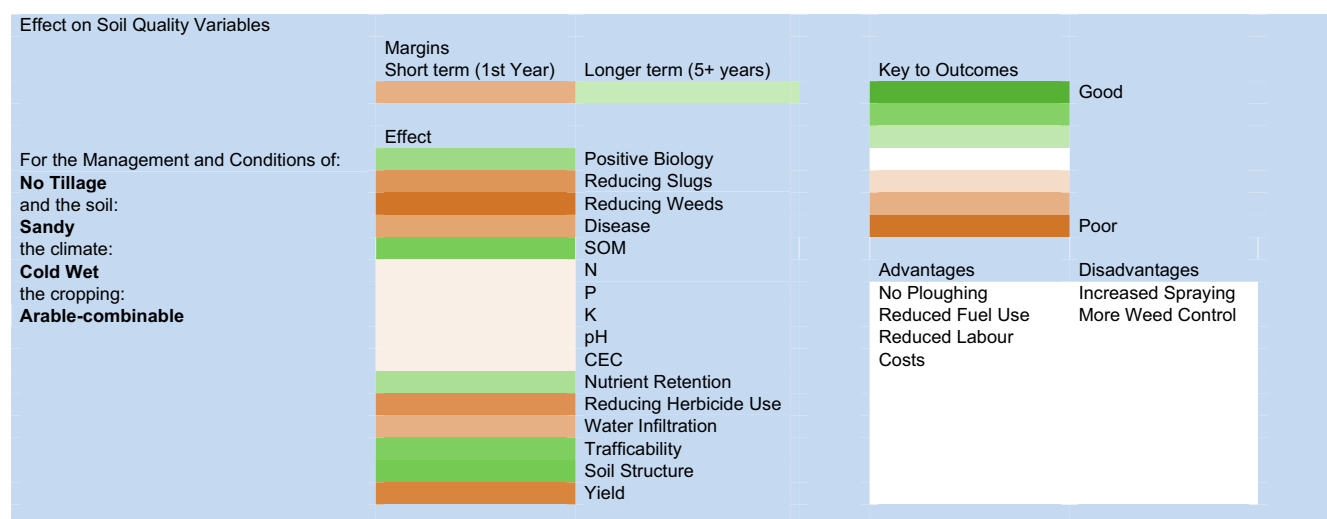 Effect on Soil Quality Variables
Margins
Short term (1st Year) Longer term (5+ years) Key to Outcomes
Good
Effect
For the Management and Conditions of: Positive Biology
No Tillage Reducing Slugs
and the soil: Reducing Weeds
Sandy Disease Poor
the climate: SOM
Cold Wet N Advantages Disadvantages
the cropping: P No Ploughing Increased Spraying
Arable-combinable K Reduced Fuel Use More Weed Control
pH Reduced Labour
CEC Costs
Nutrient Retention
Reducing Herbicide Use
Water Infiltration
Trafficability
Soil Structure
Yield